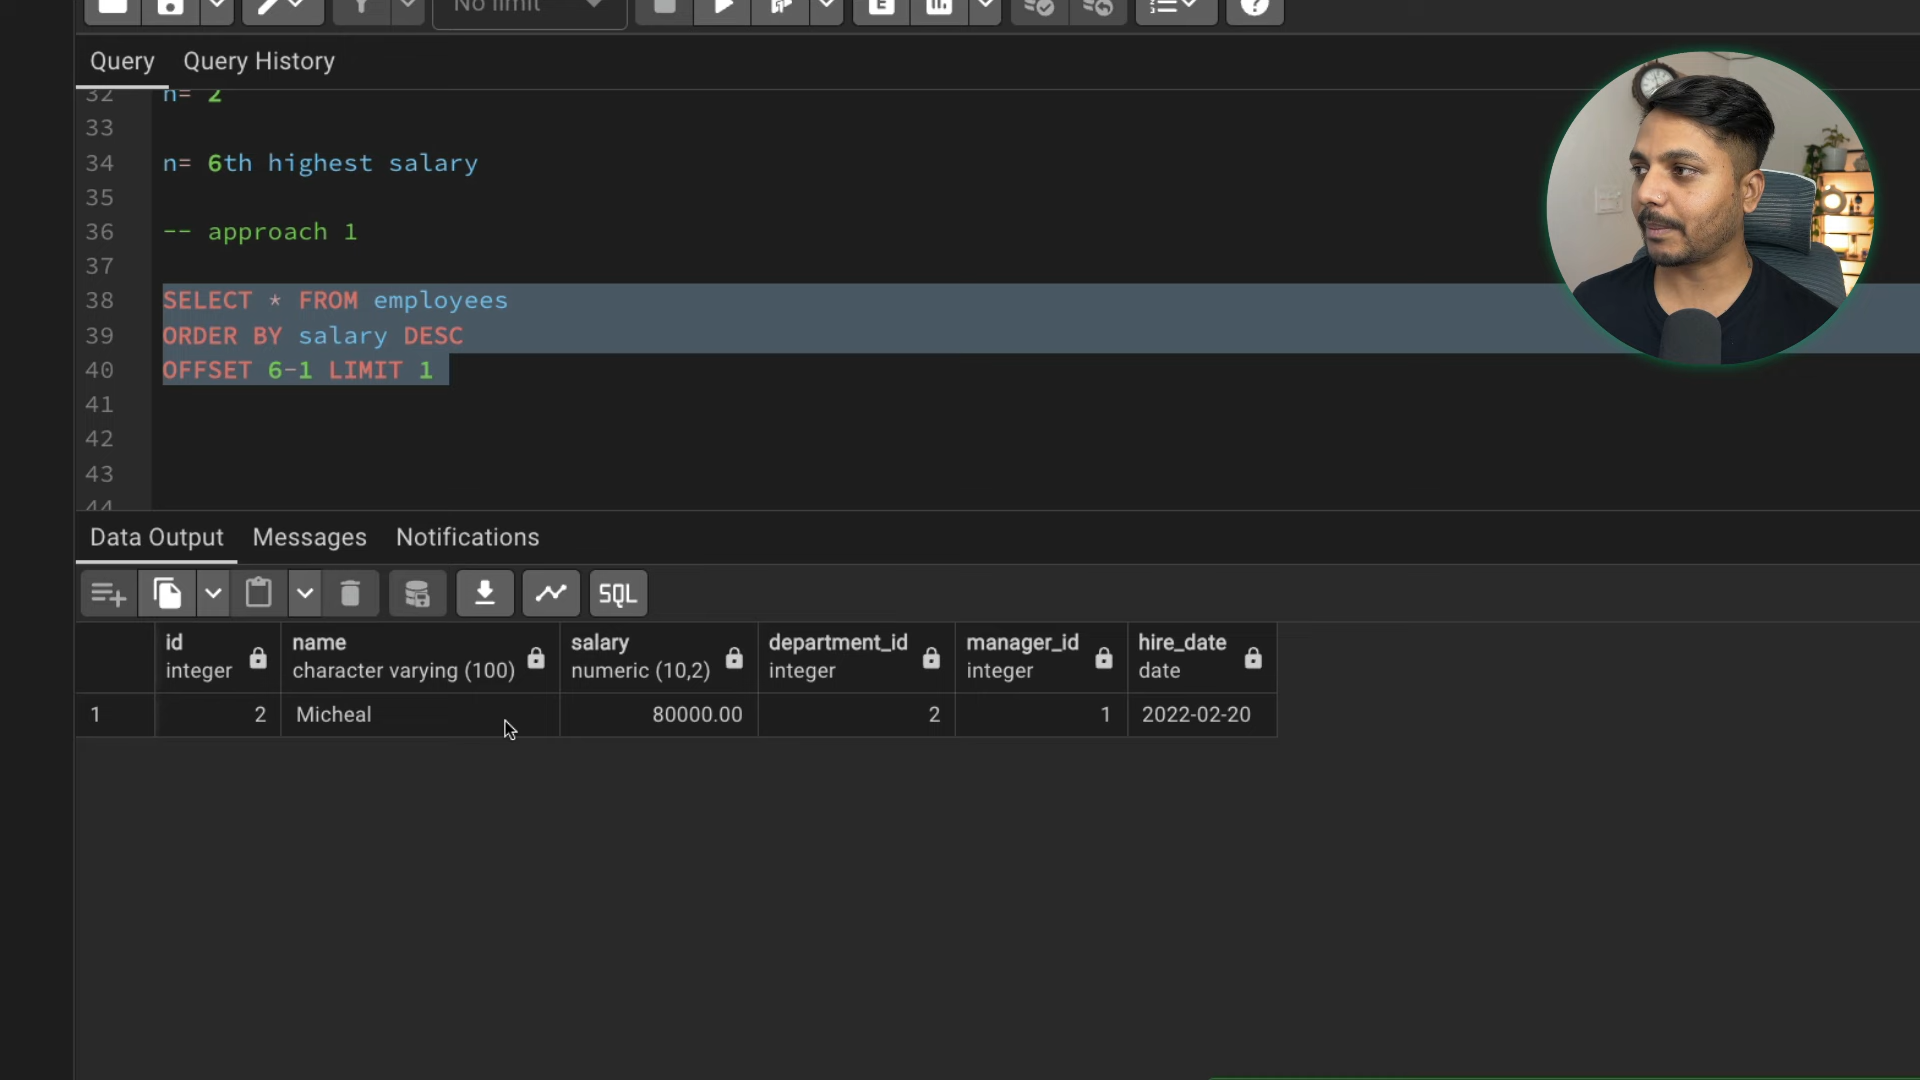 No limit
Query Query History
32 n= 2
33
34 n= 6th highest salary
35
36 -- approach 1
37
38 SELECT * FROM employees
39 ORDER BY salary DESC
40 OFFSET 6-1 LIMIT 1
41
42
43
44
Data Output Messages Notifications
SQL
id name salary department_id manager_id hire_date
integer character varying (100) numeric (10,2) integer integer date
1 2 Micheal 80000.00 2 1 2022-02-20